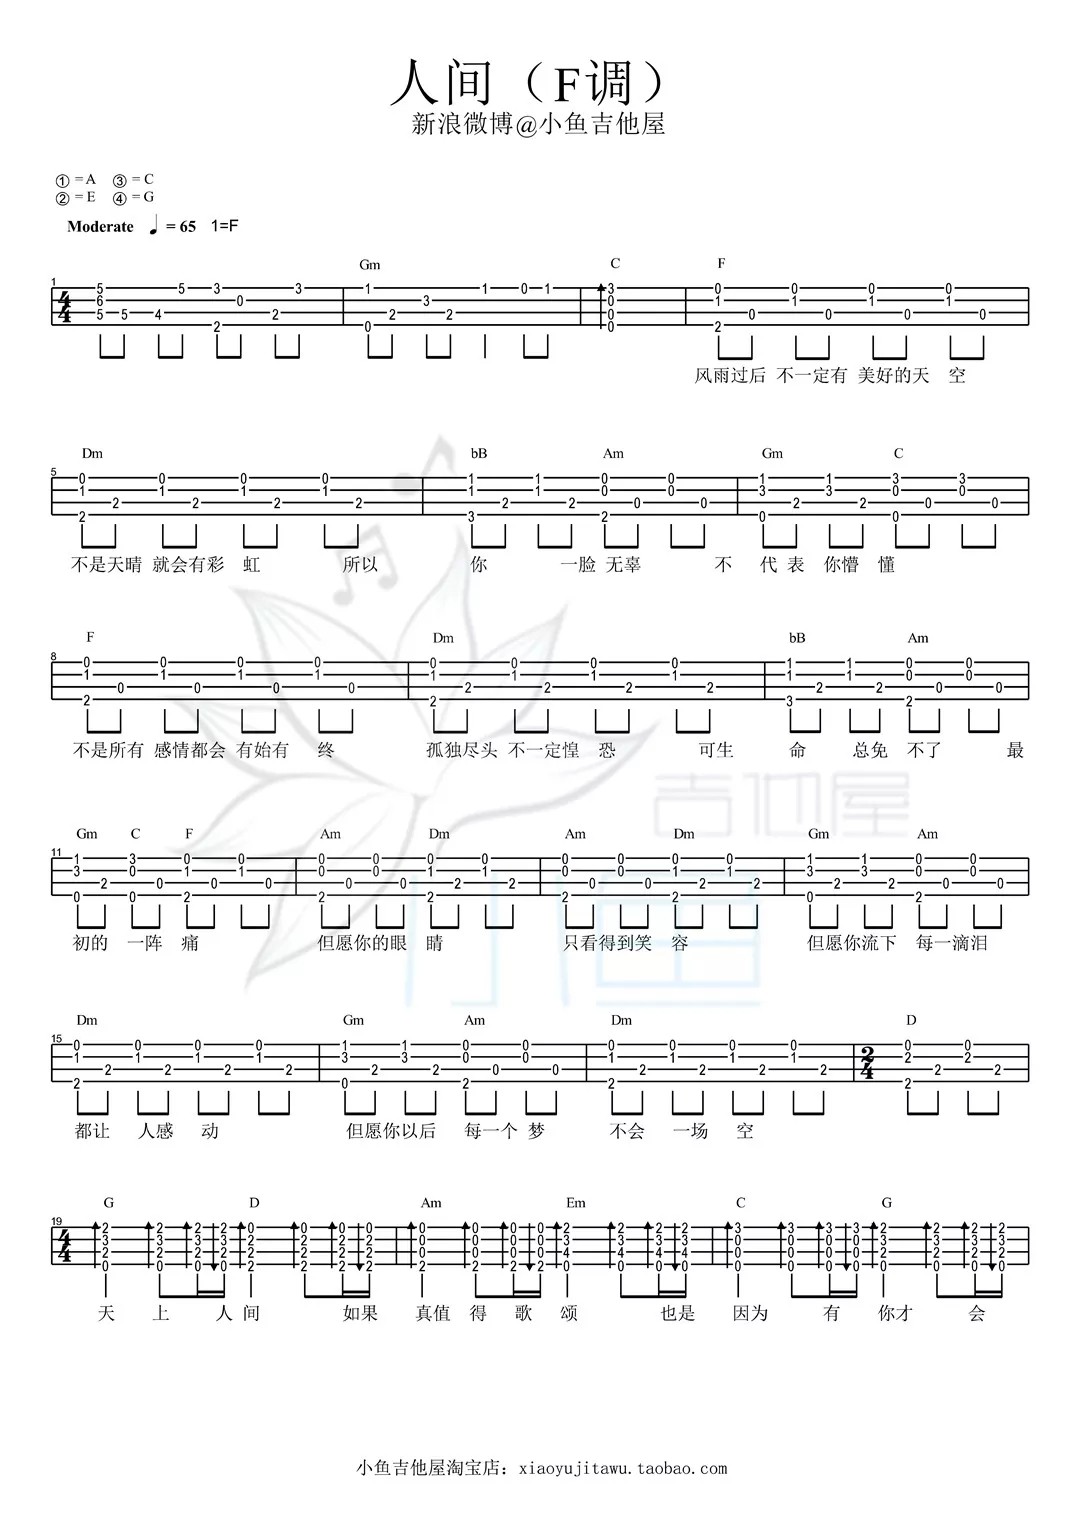 人间（F调）
新浪微博@小鱼吉他屋
① = A ③ = C
② = E ④ = G
Moderate ♩ = 65 1=F
Gm C F
风雨过后 不一定有 美好的天 空
Dm bB Am Gm C
不是天晴 就会有彩 虹 所以 你 一脸 无辜 不 代表 你懵 懂
F Dm bB Am
不是所有 感情都会 有始有 终 孤独尽头 不一定惶 恐 可生 命 总免 不了 最
Gm C F Am Dm Am Dm Gm Am
初的 一阵 痛 但愿你的眼 睛 只看得到笑 容 但愿你流下 每一滴泪
Dm Gm Am Dm D
都让 人感 动 但愿你以后 每一个 梦 不会 一场 空
G D Am Em C G
天 上 人 间 如果 真值 得 歌 颂 也是 因为 有 你才 会
吉他屋
小鱼
小鱼吉他屋淘宝店：xiaoyujitawu.taobao.com